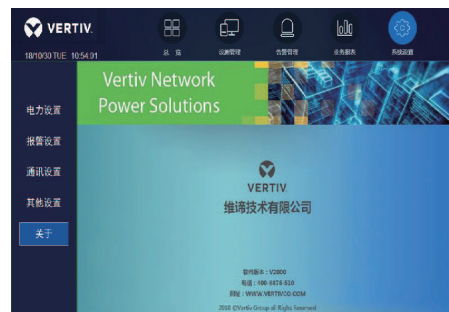 VERTIV.
18/10/30 TUE 10:54:01
总 览
设施管理
告警管理
业务报表
系统设置
电力设置
报警设置
通讯设置
其他设置
关于
Vertiv Network
Power Solutions
VERTIV.
维谛技术有限公司
软件版本：V2000
电话：400-8876-510
网址：WWW.VERTIVCO.COM
2018 ©Vertiv Group all Rights Reserved